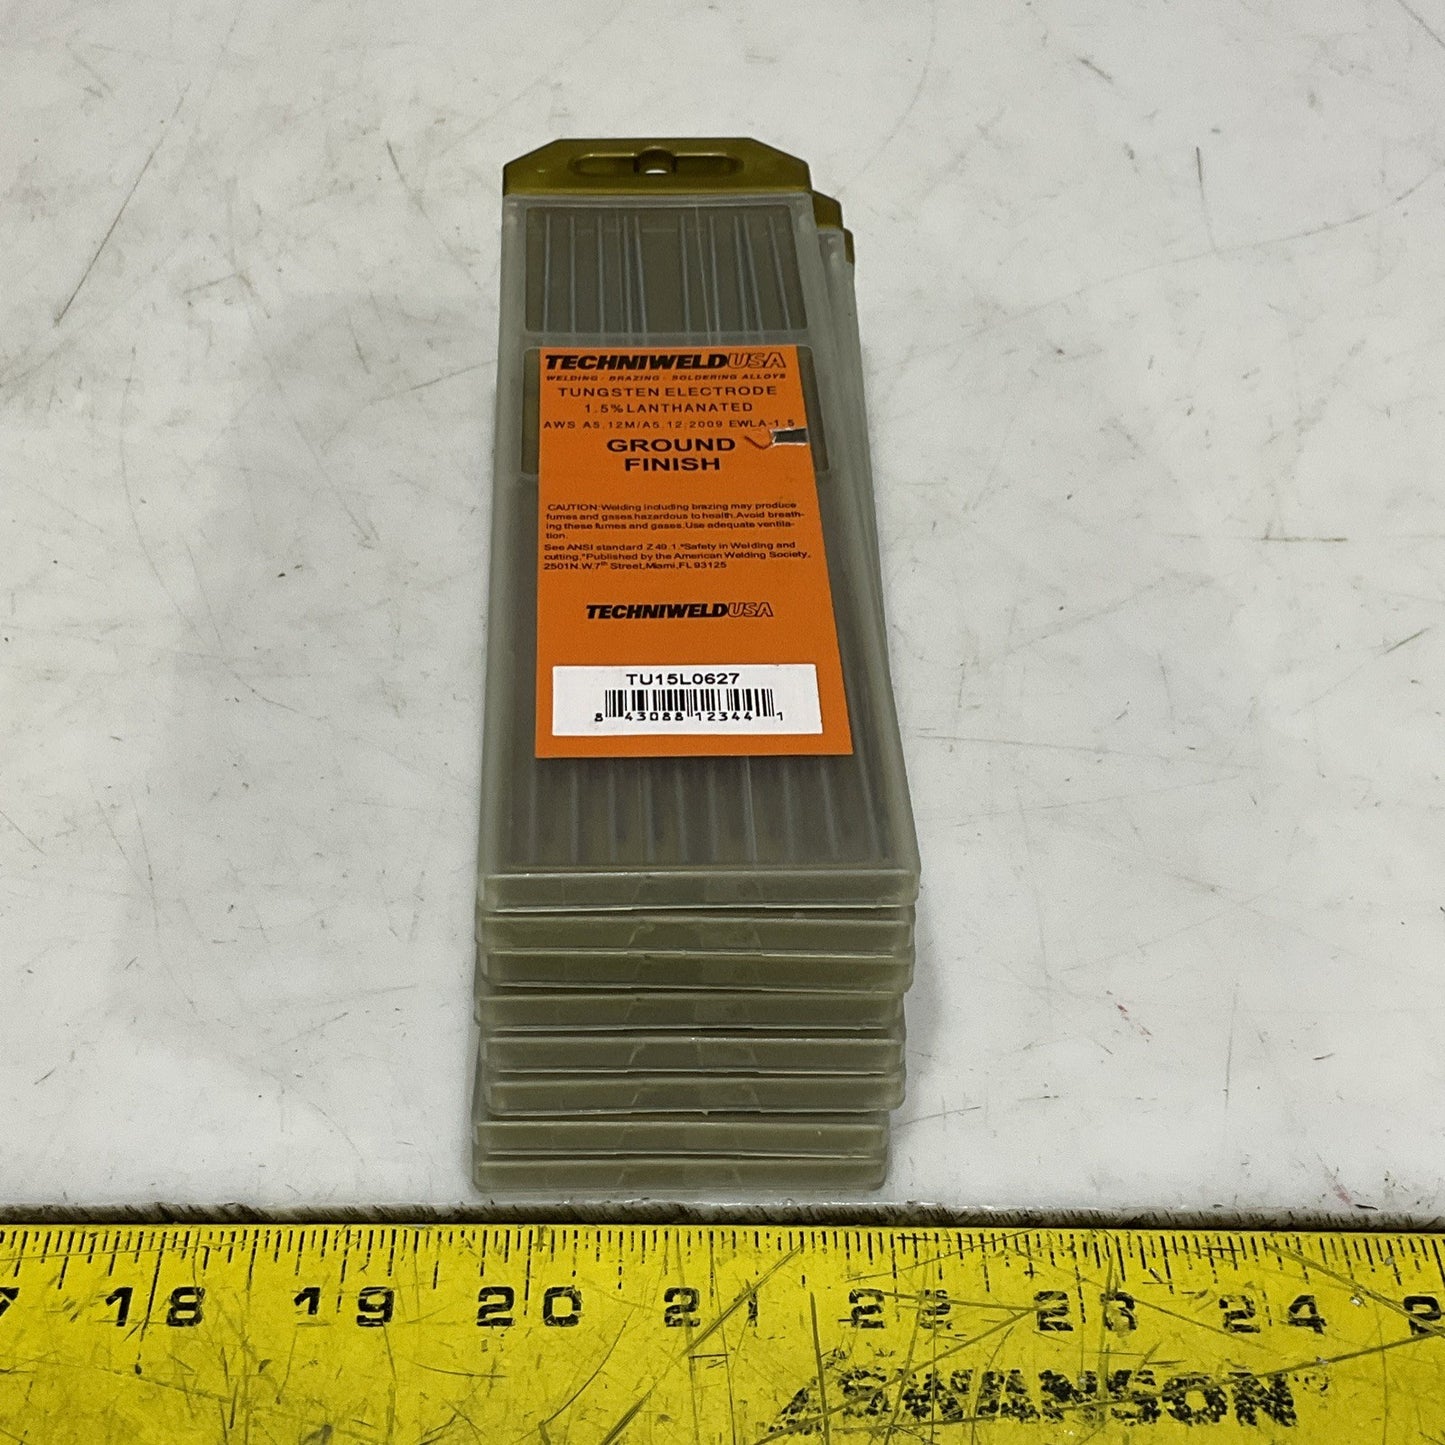 TECHNIWELDUSA
WELDING - BRAZING - SOLDERING ALLOYS
TUNGSTEN ELECTRODE
1.5% LANTHANATED
AWS A5.12M/A5.12:2009 EWLA-1.5
GROUND
FINISH
CAUTION:Welding including brazing may produce
fumes and gases hazardous to health.Avoid breath-
ing these fumes and gases.Use adequate ventila-
tion.
See ANSI standard Z 49.1."Safety in Welding and
cutting,"Published by the American Welding Society,
2501N.W.7th Street,Miami,FL 93125
TECHNIWELDUSA
TU15L0627
8 43088 12344 1
7 18 19 20 21 22 23 24 2
SWANSON